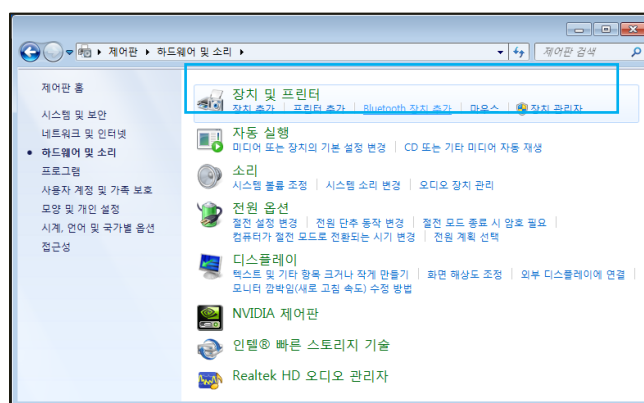 제어판 ▸ 하드웨어 및 소리 ▸
제어판 검색
제어판 홈
시스템 및 보안
네트워크 및 인터넷
• 하드웨어 및 소리
프로그램
사용자 계정 및 가족 보호
모양 및 개인 설정
시계, 언어 및 국가별 옵션
접근성
장치 및 프린터
장치 추가 | 프린터 추가 | Bluetooth 장치 추가 | 마우스 | 장치 관리자
자동 실행
미디어 또는 장치의 기본 설정 변경 | CD 또는 기타 미디어 자동 재생
소리
시스템 볼륨 조정 | 시스템 소리 변경 | 오디오 장치 관리
전원 옵션
절전 설정 변경 | 전원 단추 동작 변경 | 절전 모드 종료 시 암호 필요 |
컴퓨터가 절전 모드로 전환되는 시기 변경 | 전원 계획 선택
디스플레이
텍스트 및 기타 항목 크거나 작게 만들기 | 화면 해상도 조정 | 외부 디스플레이에 연결 |
모니터 깜박임(새로 고침 속도) 수정 방법
NVIDIA 제어판
인텔® 빠른 스토리지 기술
Realtek HD 오디오 관리자